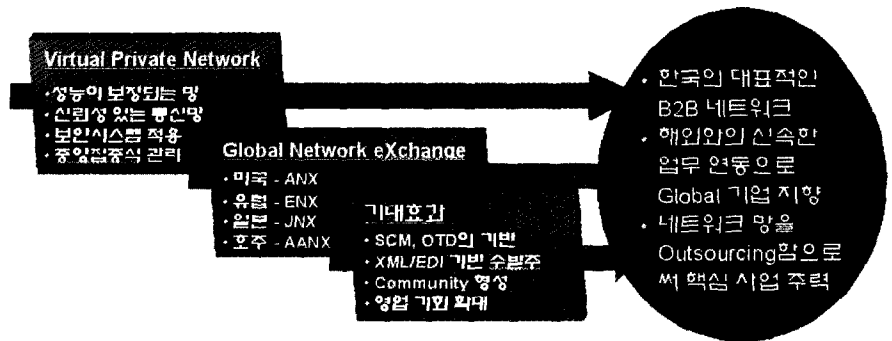 Virtual Private Network
·성능이 보장되는 망
·신뢰성 있는 통신망
·보안시스템 적용
·중앙집중식 관리
Global Network eXchange
·미국 - ANX
·유럽 - ENX
·일본 - JNX
·호주 - AANX
기대효과
·SCM, OTD의 기반
·XML/EDI 기반 수발주
·Community 형성
·영업 기회 확대
· 한국의 대표적인
B2B 네트워크
· 해외와의 신속한
업무 연동으로
Global 기업 지향
· 네트워크 망을
Outsourcing함으로
써 핵심 사업 주력